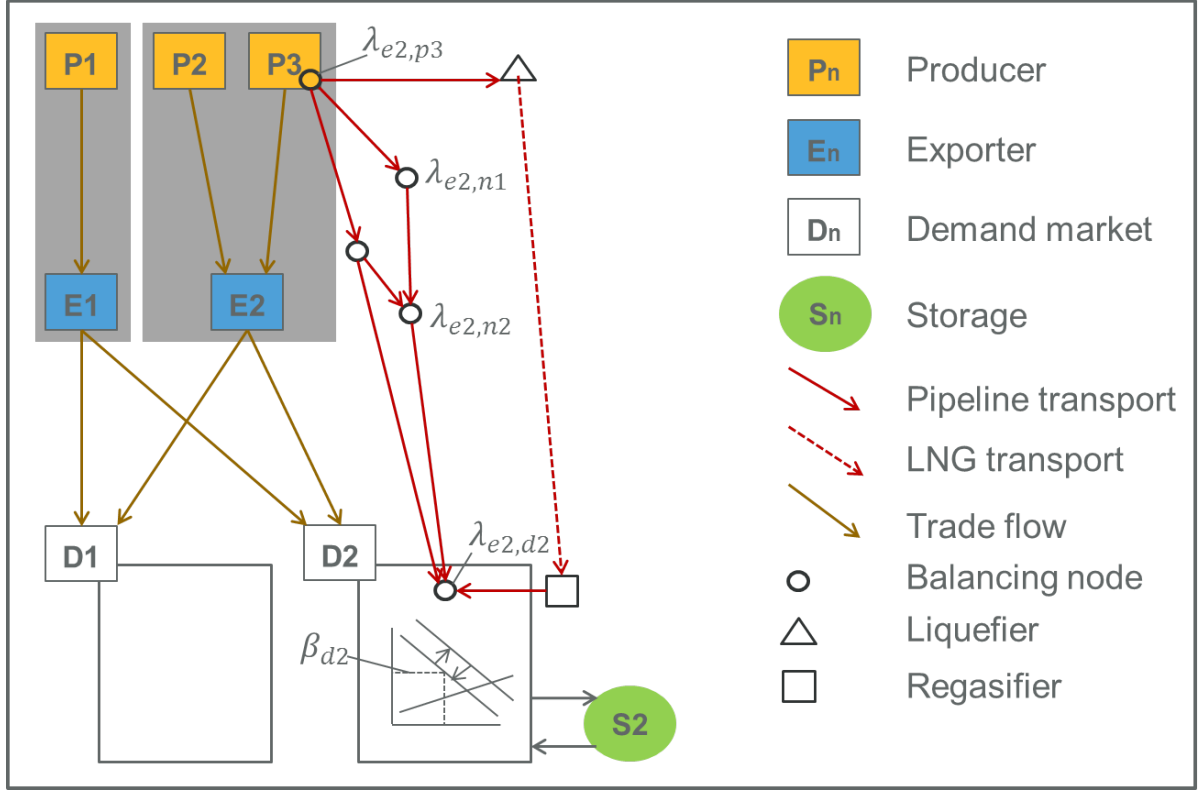 P1
P2
P3
λe2,p3
λe2,n1
E1
E2
λe2,n2
D1
D2
λe2,d2
βd2
S2
Pn Producer
En Exporter
Dn Demand market
Sn Storage
Pipeline transport
LNG transport
Trade flow
Balancing node
Liquefier
Regasifier